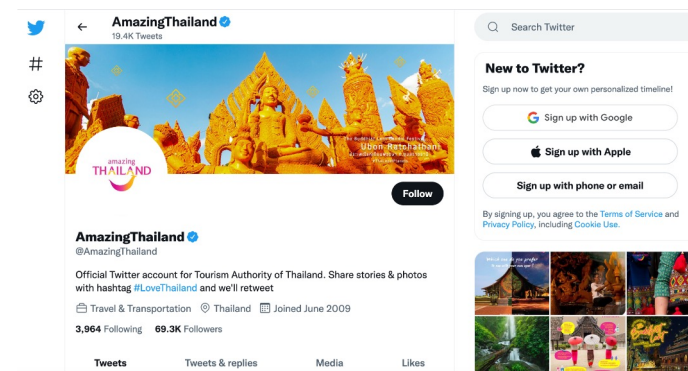 AmazingThailand
19.4K Tweets
Search Twitter
amazing
THAILAND
Ubon Ratchathani
Follow
AmazingThailand
@AmazingThailand
Official Twitter account for Tourism Authority of Thailand. Share stories & photos
with hashtag #LoveThailand and we'll retweet
Travel & Transportation
Thailand
Joined June 2009
3,964 Following 69.3K Followers
Tweets
Tweets & replies
Media
Likes
New to Twitter?
Sign up now to get your own personalized timeline!
Sign up with Google
Sign up with Apple
Sign up with phone or email
By signing up, you agree to the Terms of Service and
Privacy Policy, including Cookie Use.